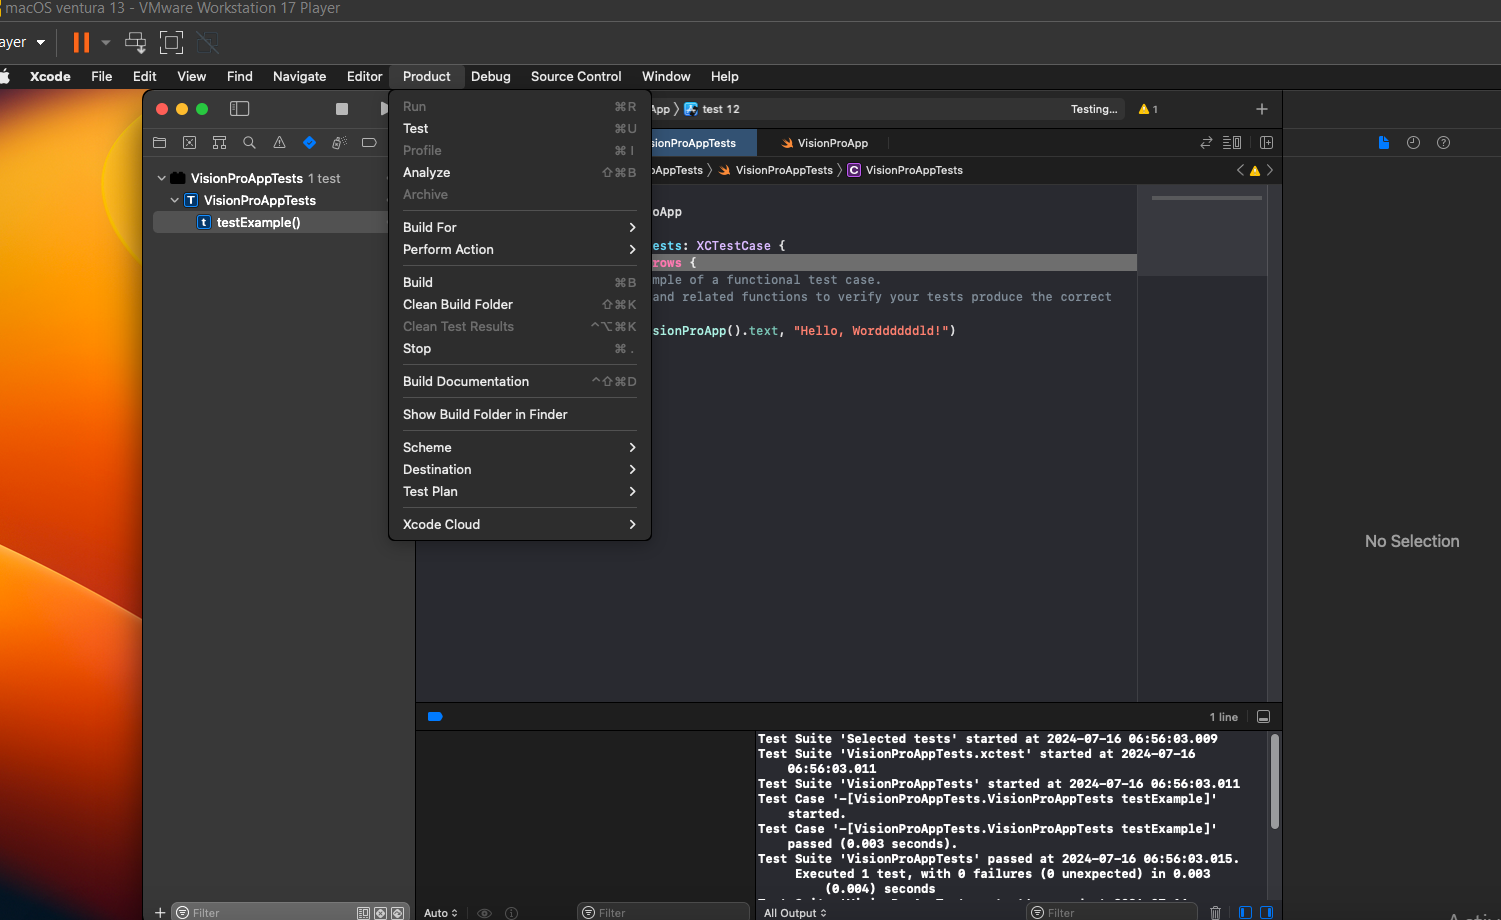 macOS ventura 13 - VMware Workstation 17 Player
ayer
Xcode File Edit View Find Navigate Editor Product Debug Source Control Window Help
App test 12 Testing... 1
sionProAppTests VisionProApp
oAppTests VisionProAppTests C VisionProAppTests
VisionProAppTests 1 test
T VisionProAppTests
t testExample()
Run ⌘R
Test ⌘U
Profile ⌘I
Analyze ⇧⌘B
Archive
Build For
Perform Action
Build ⌘B
Clean Build Folder ⇧⌘K
Clean Test Results ^⌥⌘K
Stop ⌘.
Build Documentation ^⇧⌘D
Show Build Folder in Finder
Scheme
Destination
Test Plan
Xcode Cloud
oApp
ests: XCTestCase {
rows {
mple of a functional test case.
and related functions to verify your tests produce the correct
sionProApp().text, "Hello, Worddddddld!")
No Selection
1 line
Test Suite 'Selected tests' started at 2024-07-16 06:56:03.009
Test Suite 'VisionProAppTests.xctest' started at 2024-07-16
06:56:03.011
Test Suite 'VisionProAppTests' started at 2024-07-16 06:56:03.011
Test Case '-[VisionProAppTests.VisionProAppTests testExample]'
started.
Test Case '-[VisionProAppTests.VisionProAppTests testExample]'
passed (0.003 seconds).
Test Suite 'VisionProAppTests' passed at 2024-07-16 06:56:03.015.
Executed 1 test, with 0 failures (0 unexpected) in 0.003
(0.004) seconds
Filter
Auto
Filter
All Output
Filter